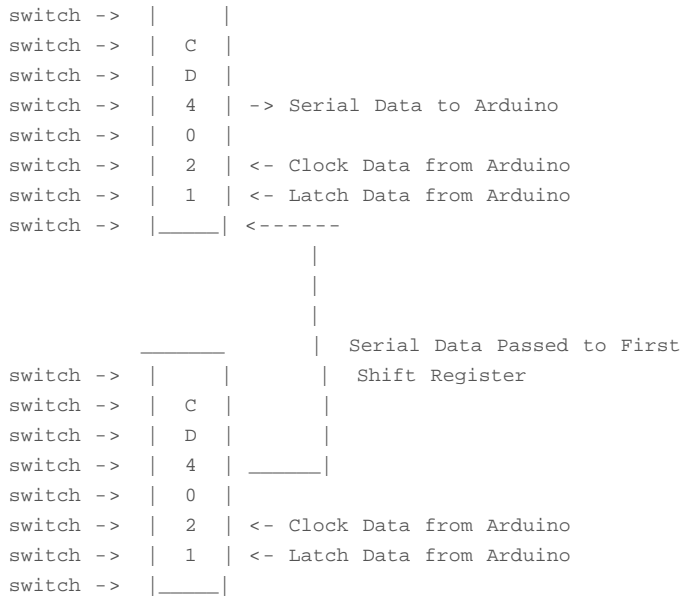 switch -> |     |
switch -> |  C  |
switch -> |  D  |
switch -> |  4  | -> Serial Data to Arduino
switch -> |  0  |
switch -> |  2  | <- Clock Data from Arduino
switch -> |  1  | <- Latch Data from Arduino
switch -> |_____| <------
|
|
|
_______ | Serial Data Passed to First
switch -> |     | | Shift Register
switch -> |  C  | |
switch -> |  D  | |
switch -> |  4  | ______|
switch -> |  0  |
switch -> |  2  | <- Clock Data from Arduino
switch -> |  1  | <- Latch Data from Arduino
switch -> |_____|